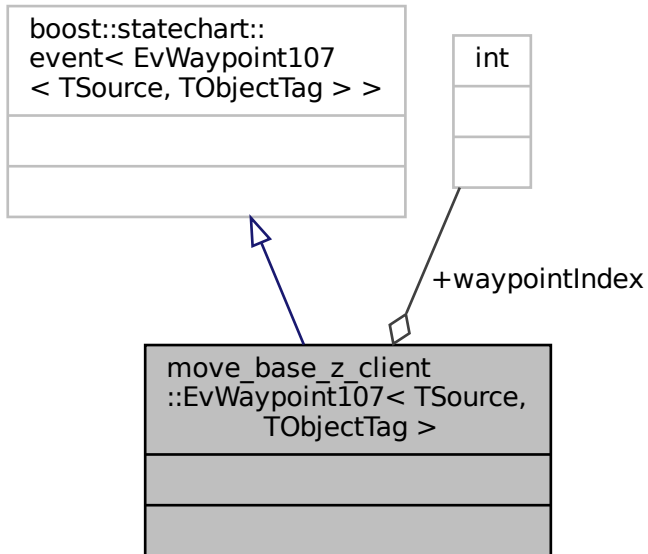 boost::statechart::
event< EvWaypoint107
< TSource, TObjectTag > >
int
+waypointIndex
move_base_z_client
::EvWaypoint107< TSource,
TObjectTag >